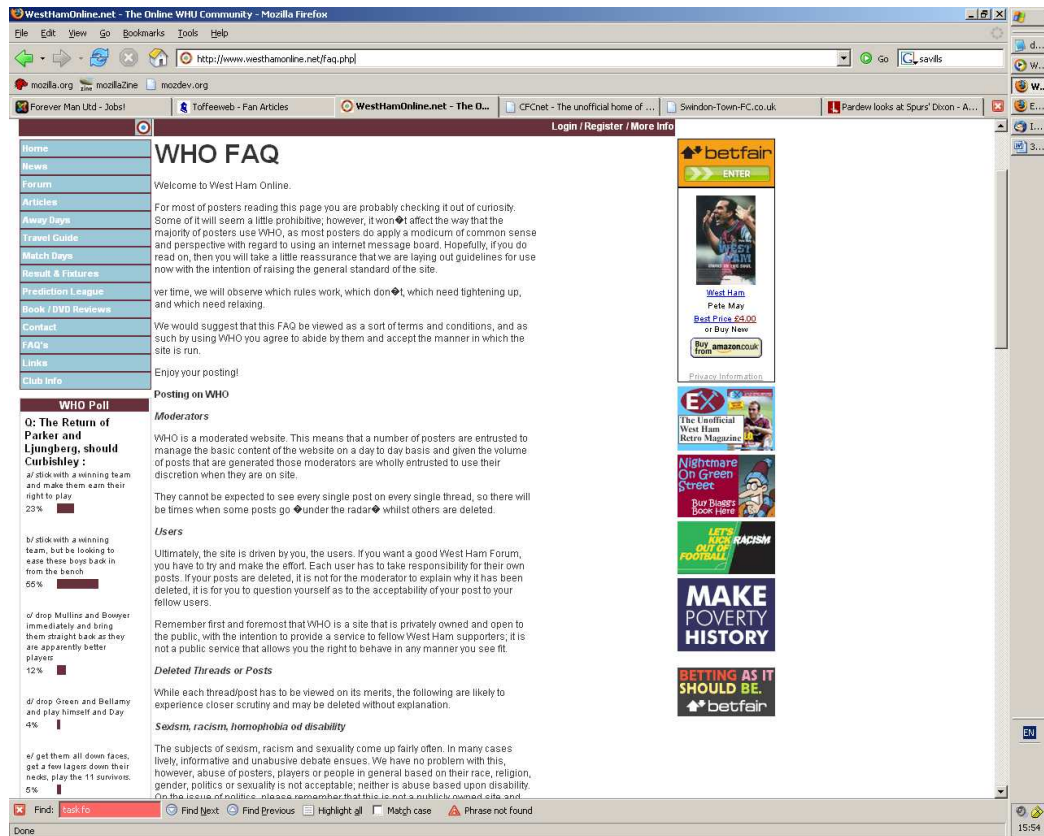 WestHamOnline.net - The Online WHU Community - Mozilla Firefox
File Edit View Go Bookmarks Tools Help
http://www.westhamonline.net/faq.php
Go
savills
mozilla.org mozillaZine mozdev.org
Forever Man Utd - Jobs!
Toffeeweb - Fan Articles
WestHamOnline.net - The O...
CFCnet - The unofficial home of ...
Swindon-Town-FC.co.uk
Pardew looks at Spurs' Dixon - A...
Login / Register / More Info
Home
News
Forum
Articles
Away Days
Travel Guide
Match Days
Result & Fixtures
Prediction League
Book / DVD Reviews
Contact
FAQ's
Links
Club Info
WHO Poll
Q: The Return of
Parker and
Ljungberg, should
Curbishley :
a/ stick with a winning team
and make them earn their
right to play
23%
b/ stick with a winning
team, but be looking to
ease these boys back in
from the bench
55%
c/ drop Mullins and Bowyer
immediately and bring
them straight back as they
are apparently better
players
12%
d/ drop Green and Bellamy
and play himself and Day
4%
e/ get them all down faces,
get a few lagers down their
necks, play the 11 survivors.
5%
WHO FAQ
Welcome to West Ham Online.
For most of posters reading this page you are probably checking it out of curiosity.
Some of it will seem a little prohibitive; however, it won�t affect the way that the
majority of posters use WHO, as most posters do apply a modicum of common sense
and perspective with regard to using an internet message board. Hopefully, if you do
read on, then you will take a little reassurance that we are laying out guidelines for use
now with the intention of raising the general standard of the site.
ver time, we will observe which rules work, which don�t, which need tightening up,
and which need relaxing.
We would suggest that this FAQ be viewed as a sort of terms and conditions, and as
such by using WHO you agree to abide by them and accept the manner in which the
site is run.
Enjoy your posting!
Posting on WHO
Moderators
WHO is a moderated website. This means that a number of posters are entrusted to
manage the basic content of the website on a day to day basis and given the volume
of posts that are generated those moderators are wholly entrusted to use their
discretion when they are on site.
They cannot be expected to see every single post on every single thread, so there will
be times when some posts go �under the radar� whilst others are deleted.
Users
Ultimately, the site is driven by you, the users. If you want a good West Ham Forum,
you have to try and make the effort. Each user has to take responsibility for their own
posts. If your posts are deleted, it is not for the moderator to explain why it has been
deleted, it is for you to question yourself as to the acceptability of your post to your
fellow users.
Remember first and foremost that WHO is a site that is privately owned and open to
the public, with the intention to provide a service to fellow West Ham supporters; it is
not a public service that allows you the right to behave in any manner you see fit.
Deleted Threads or Posts
While each thread/post has to be viewed on its merits, the following are likely to
experience closer scrutiny and may be deleted without explanation.
Sexism, racism, homophobia od disability
The subjects of sexism, racism and sexuality come up fairly often. In many cases
lively, informative and unabusive debate ensues. We have no problem with this,
however, abuse of posters, players or people in general based on their race, religion,
gender, politics or sexuality is not acceptable; neither is abuse based upon disability.
On the issue of politics, please remember that this is not a publicly owned site and
betfair
ENTER
WEST
HAM
West Ham
Pete May
Best Price £4.00
or Buy New
Buy from amazon.co.uk
Privacy Information
EX
The Unofficial
West Ham
Retro Magazine
Nightmare
On Green
Street
Buy Blagg's
Book Here
LET'S
KICK RACISM
OUT OF
FOOTBALL
MAKE
POVERTY
HISTORY
BETTING AS IT
SHOULD BE.
betfair
d...
W...
W..
E...
I...
3...
EN
15:54
Find: task fo
Find Next Find Previous Highlight all Match case Phrase not found
Done